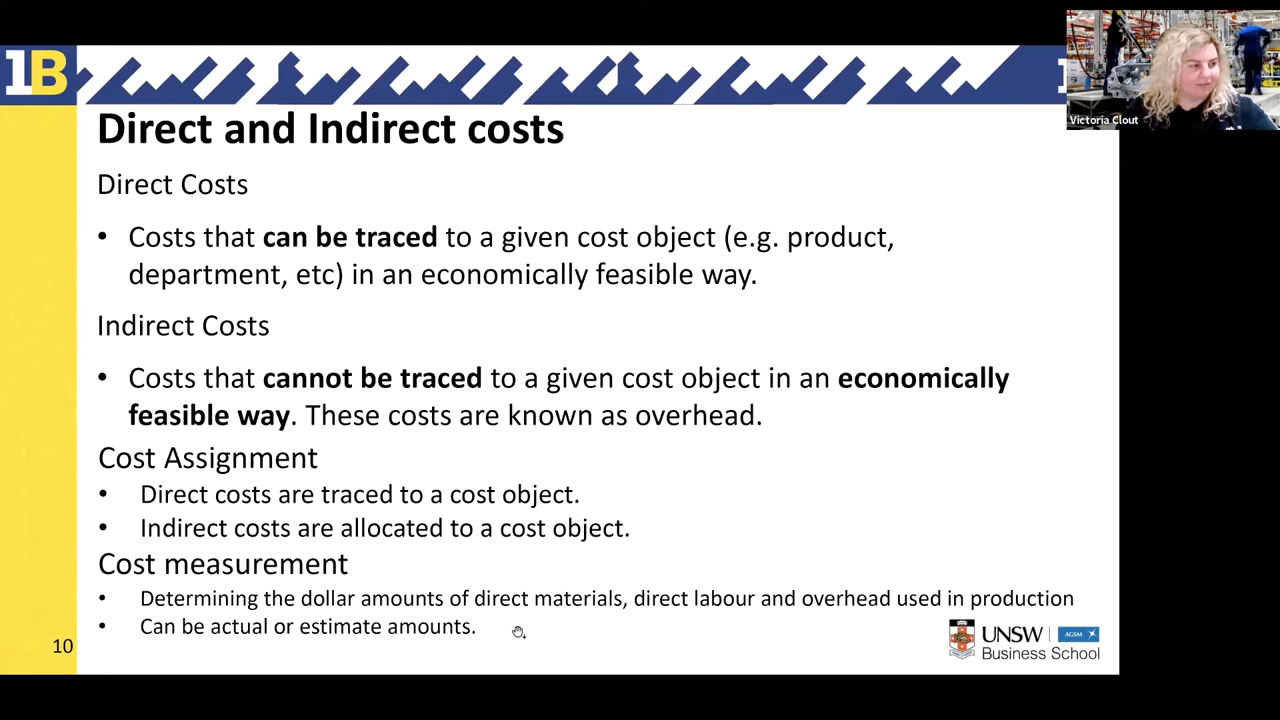 1B
Victoria Clout
Direct and Indirect costs
Direct Costs
• Costs that can be traced to a given cost object (e.g. product,
department, etc) in an economically feasible way.
Indirect Costs
• Costs that cannot be traced to a given cost object in an economically
feasible way. These costs are known as overhead.
Cost Assignment
• Direct costs are traced to a cost object.
• Indirect costs are allocated to a cost object.
Cost measurement
• Determining the dollar amounts of direct materials, direct labour and overhead used in production
• Can be actual or estimate amounts.
10
UNSW | AGSM
Business School